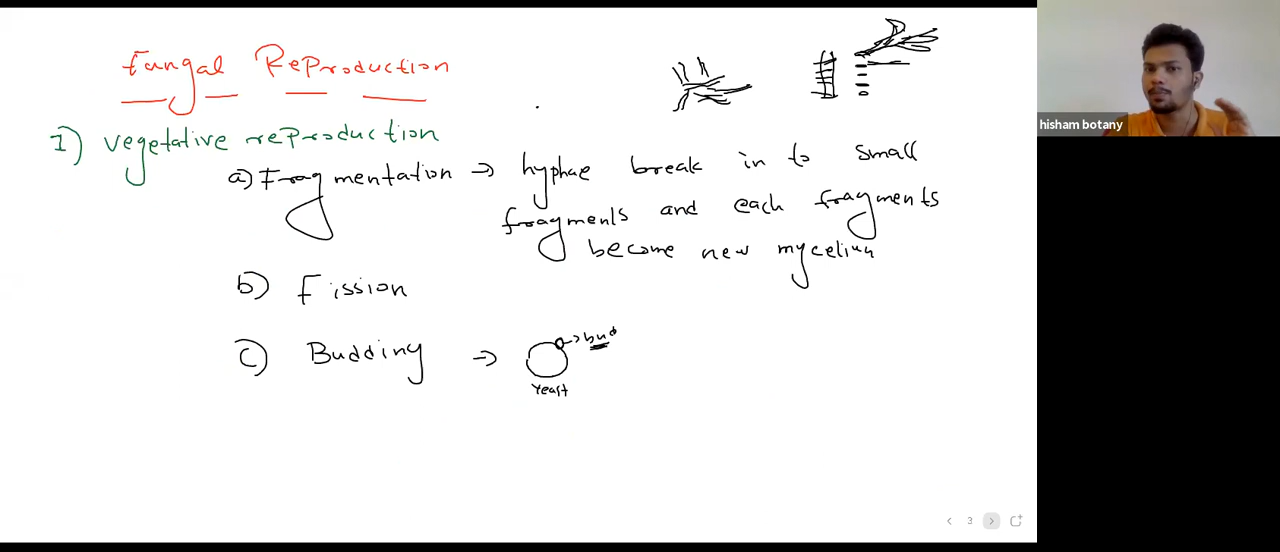 Fungal Reproduction
I) vegetative reproduction
a) Fragmentation → hyphae break in to small
fragments and each fragments
become new mycelium
b) Fission
c) Budding → bud
Yeast
hisham botany
3